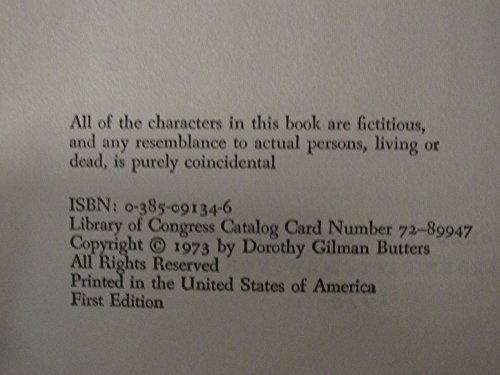 All of the characters in this book are fictitious,
and any resemblance to actual persons, living or
dead, is purely coincidental
ISBN: 0-385-09134-6
Library of Congress Catalog Card Number 72–89947
Copyright © 1973 by Dorothy Gilman Butters
All Rights Reserved
Printed in the United States of America
First Edition